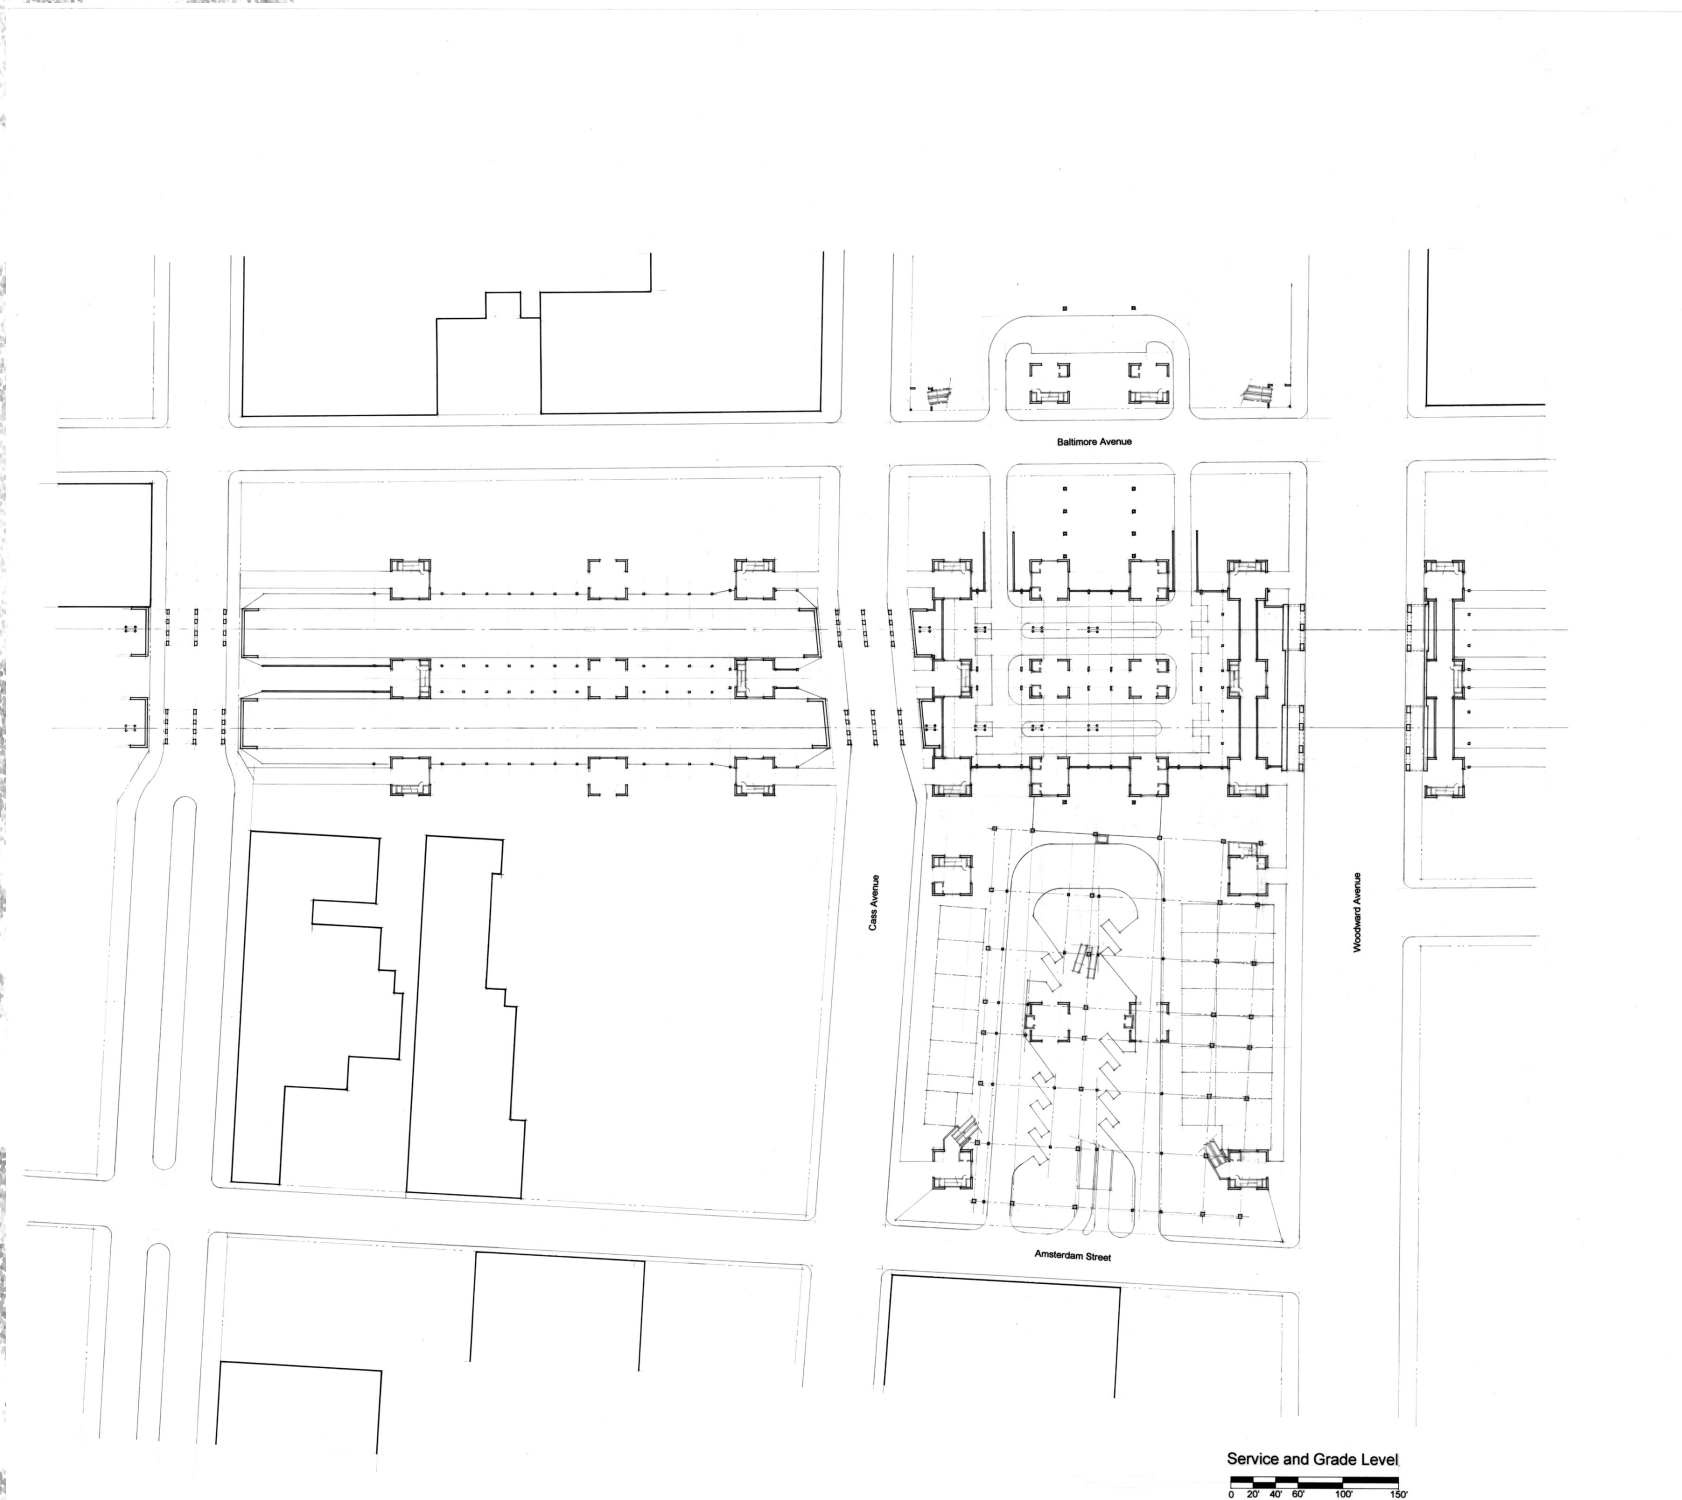 Baltimore Avenue
Cass Avenue
Woodward Avenue
Amsterdam Street
Service and Grade Level
0 20' 40' 60' 100' 150'